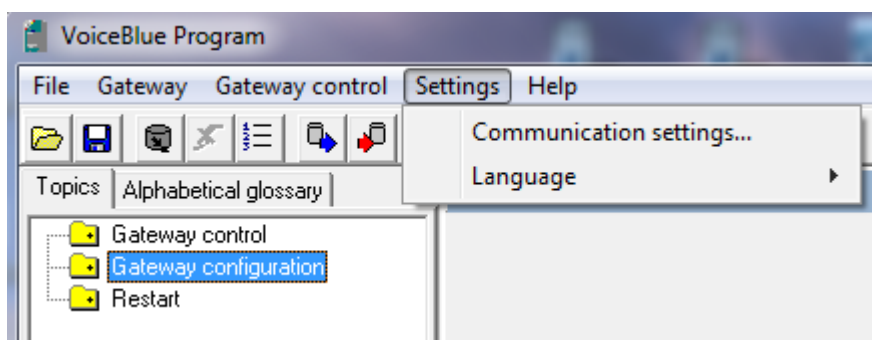 VoiceBlue Program
File Gateway Gateway control Settings Help
Communication settings...
Language
Topics Alphabetical glossary
Gateway control
Gateway configuration
Restart